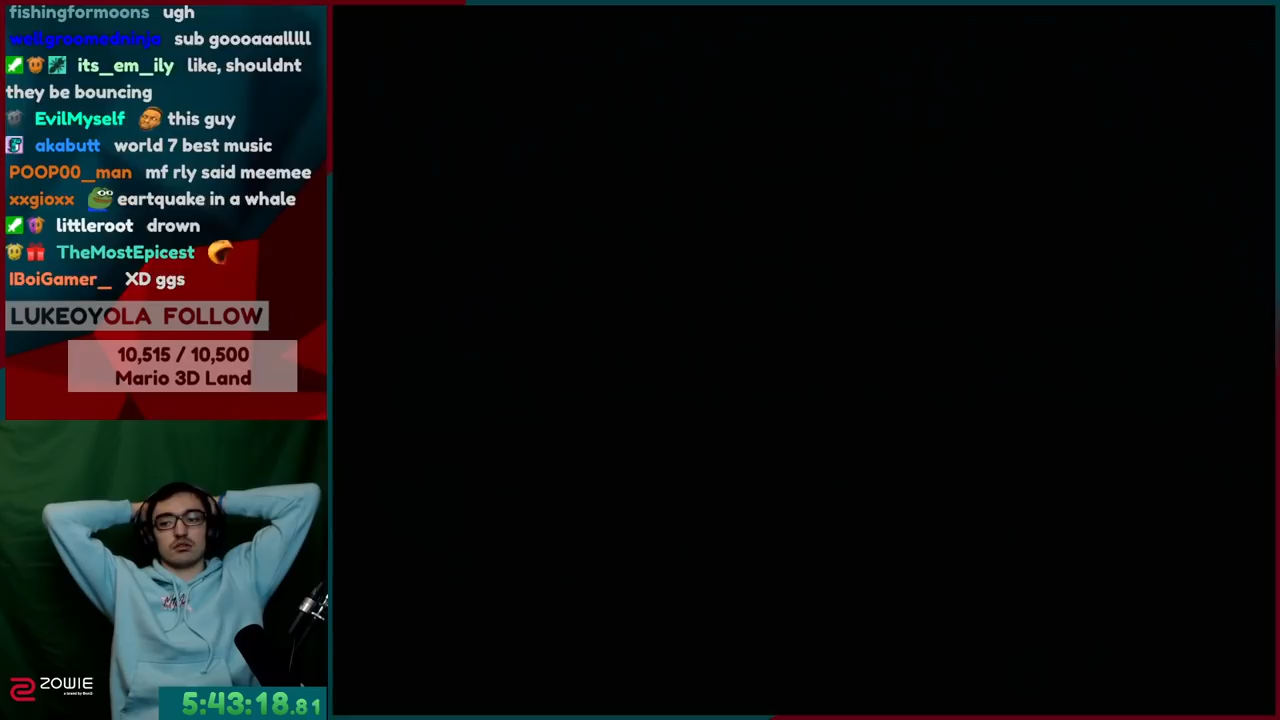 fishingformoons ugh
wellgroomedninja sub goooaaalllll
its_em_ily like, shouldnt
they be bouncing
EvilMyself this guy
akabutt world 7 best music
POOP00__man mf rly said meemee
xxgioxx eartquake in a whale
littleroot drown
TheMostEpicest
IBoiGamer_ XD ggs
LUKEOYOLA FOLLOW
10,515 / 10,500
Mario 3D Land
ZOWIE
5:43:18.81